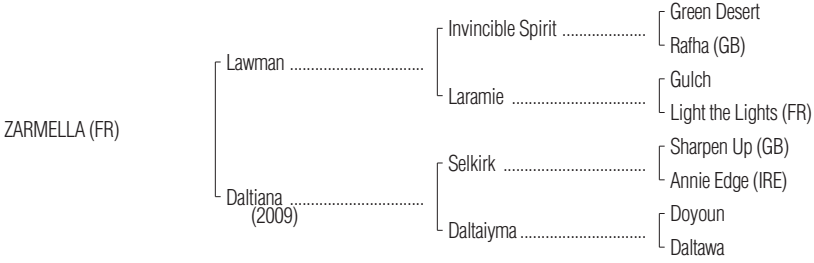 Green Desert
Invincible Spirit ....................
Rafha (GB)
Lawman ................................
Gulch
Laramie ................................
Light the Lights (FR)
ZARMELLA (FR)
Sharpen Up (GB)
Selkirk ..................................
Annie Edge (IRE)
Daltiana ................................
(2009)
Doyoun
Daltaiyma ..............................
Daltawa